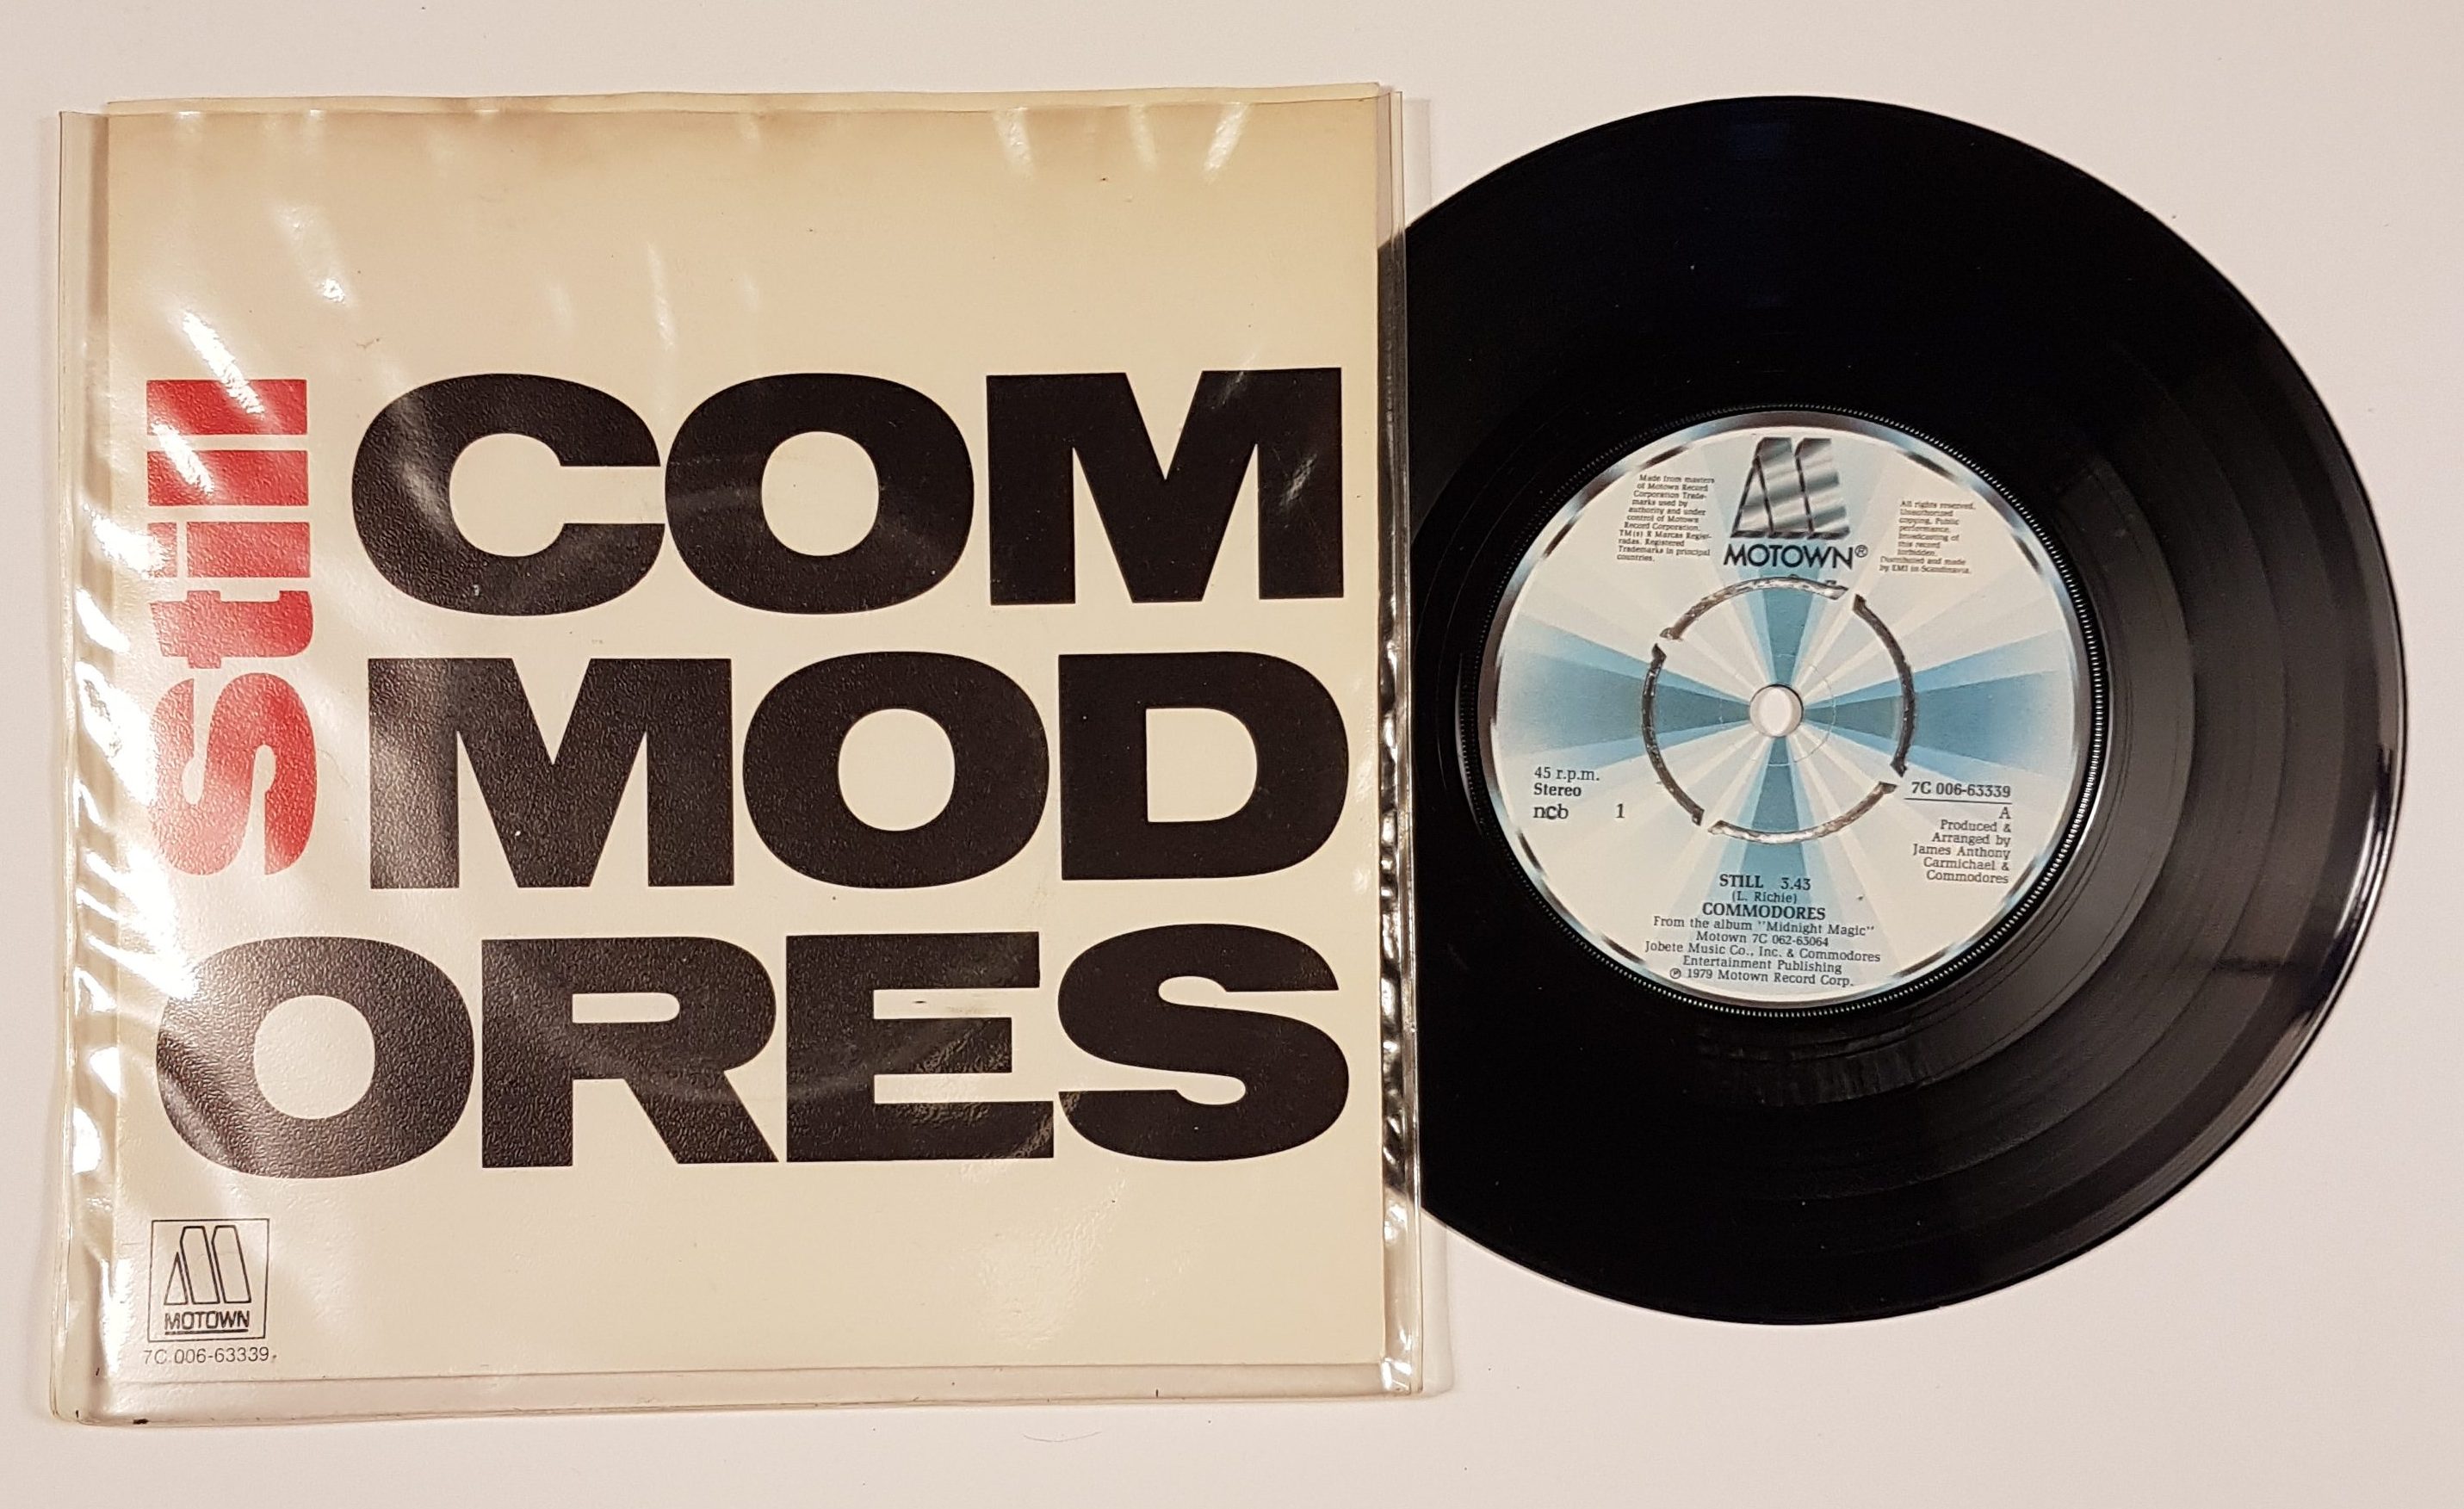 Still
COM
MOD
ORES
MOTOWN
7C 006-63339
Made from masters
of Motown Record
Corporation Trade-
marks used by
authority and under
control of Motown
Record Corporation.
TM(s) R Marcas Regis-
radas. Registered
Trademarks in principal
countries.
MOTOWN®
All rights reserved.
Unauthorized
copying, Public
performance,
broadcasting of
this record
forbidden.
Distributed and made
by EMI in Scandinavia.
45 r.p.m.
Stereo
ncb 1
7C 006-63339
A
Produced &
Arranged by
James Anthony
Carmichael &
Commodores
STILL 3.43
(L. Richie)
COMMODORES
From the album "Midnight Magic"
Motown 7C 062-63064
Jobete Music Co., Inc. & Commodores
Entertainment Publishing
℗ 1979 Motown Record Corp.